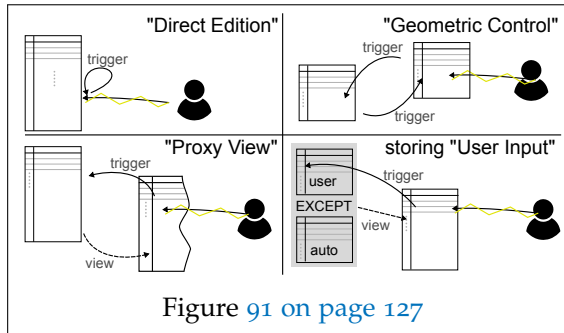 "Direct Edition"
trigger
"Geometric Control"
trigger
trigger
"Proxy View"
trigger
view
storing "User Input"
trigger
user
EXCEPT
view
auto
Figure 91 on page 127